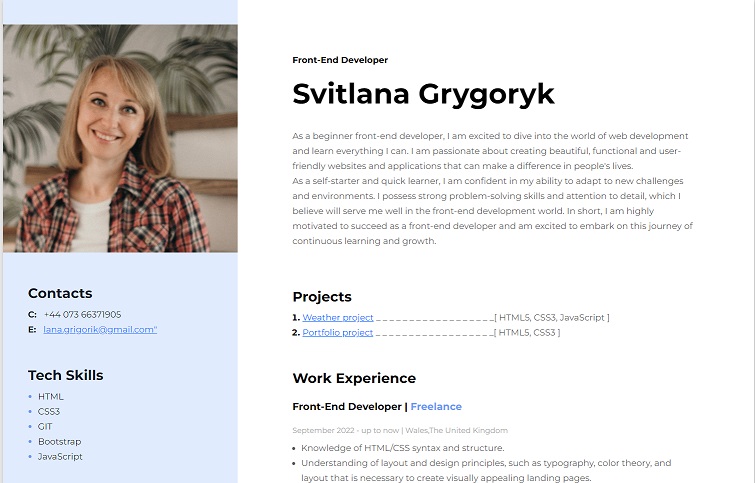 Front-End Developer
Svitlana Grygoryk
As a beginner front-end developer, I am excited to dive into the world of web development
and learn everything I can. I am passionate about creating beautiful, functional and user-
friendly websites and applications that can make a difference in people's lives.
As a self-starter and quick learner, I am confident in my ability to adapt to new challenges
and environments. I possess strong problem-solving skills and attention to detail, which I
believe will serve me well in the front-end development world. In short, I am highly
motivated to succeed as a front-end developer and am excited to embark on this journey of
continuous learning and growth.
Contacts
C: +44 073 66371905
E: lana.grigorik@gmail.com"
Tech Skills
• HTML
• CSS3
• GIT
• Bootstrap
• JavaScript
Projects
1. Weather project _ _ _ _ _ _ _ _ _ _ _ _ _ _ _ _ _ _ _[ HTML5, CSS3, JavaScript ]
2. Portfolio project _ _ _ _ _ _ _ _ _ _ _ _ _ _ _ _ _ _ _[ HTML5, CSS3 ]
Work Experience
Front-End Developer | Freelance
September 2022 - up to now | Wales,The United Kingdom
• Knowledge of HTML/CSS syntax and structure.
• Understanding of layout and design principles, such as typography, color theory, and
layout that is necessary to create visually appealing landing pages.